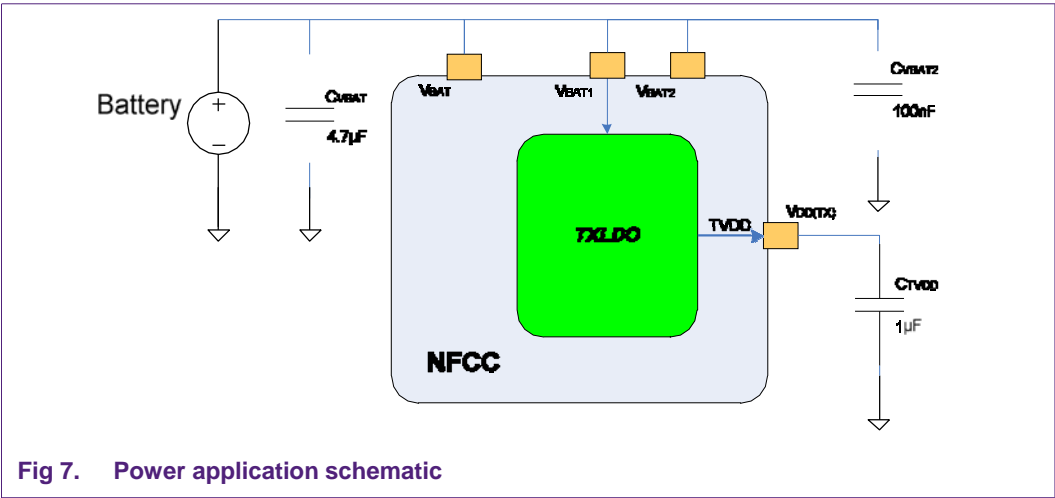 Battery
+
−
CVBAT
4.7µF
VBAT
VBAT1
VBAT2
CVBAT2
100nF
TXLDO
TVDD
VDD(TX)
CTVDD
1µF
NFCC
Fig 7. Power application schematic